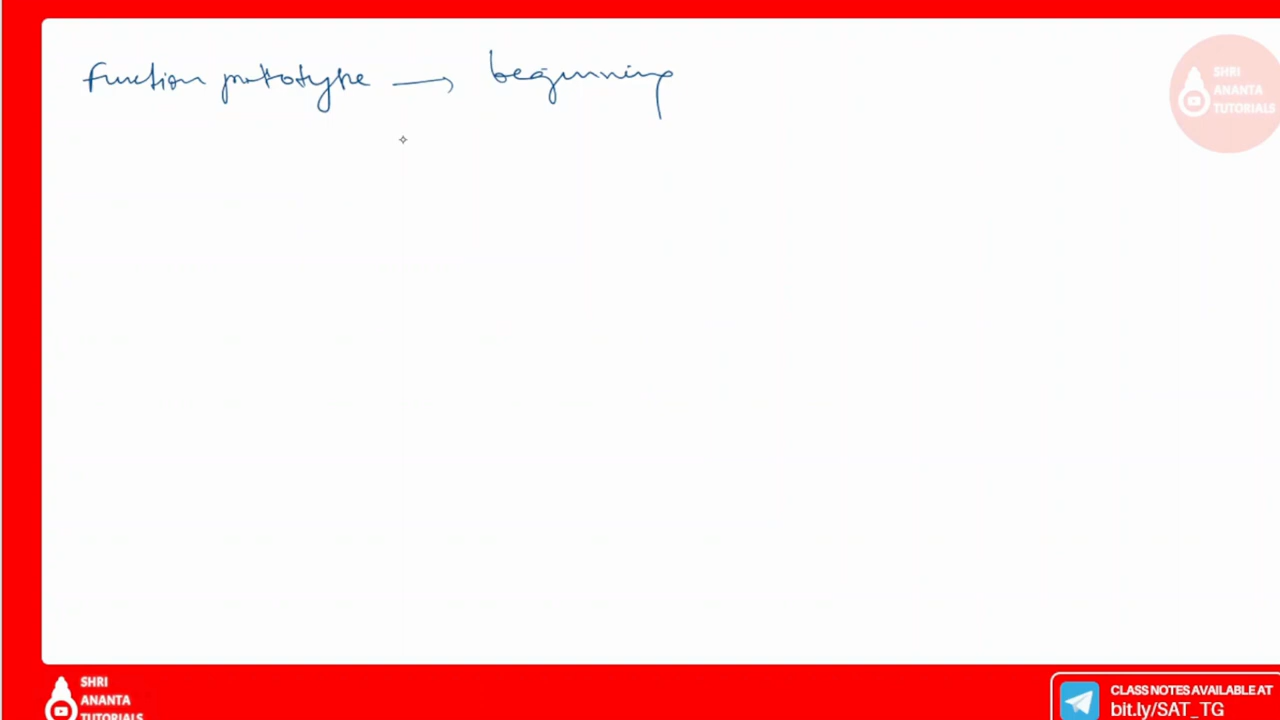 function prototype → beginning
SHRI
ANANTA
TUTORIALS
SHRI
ANANTA
TUTORIALS
CLASS NOTES AVAILABLE AT
bit.ly/SAT_TG